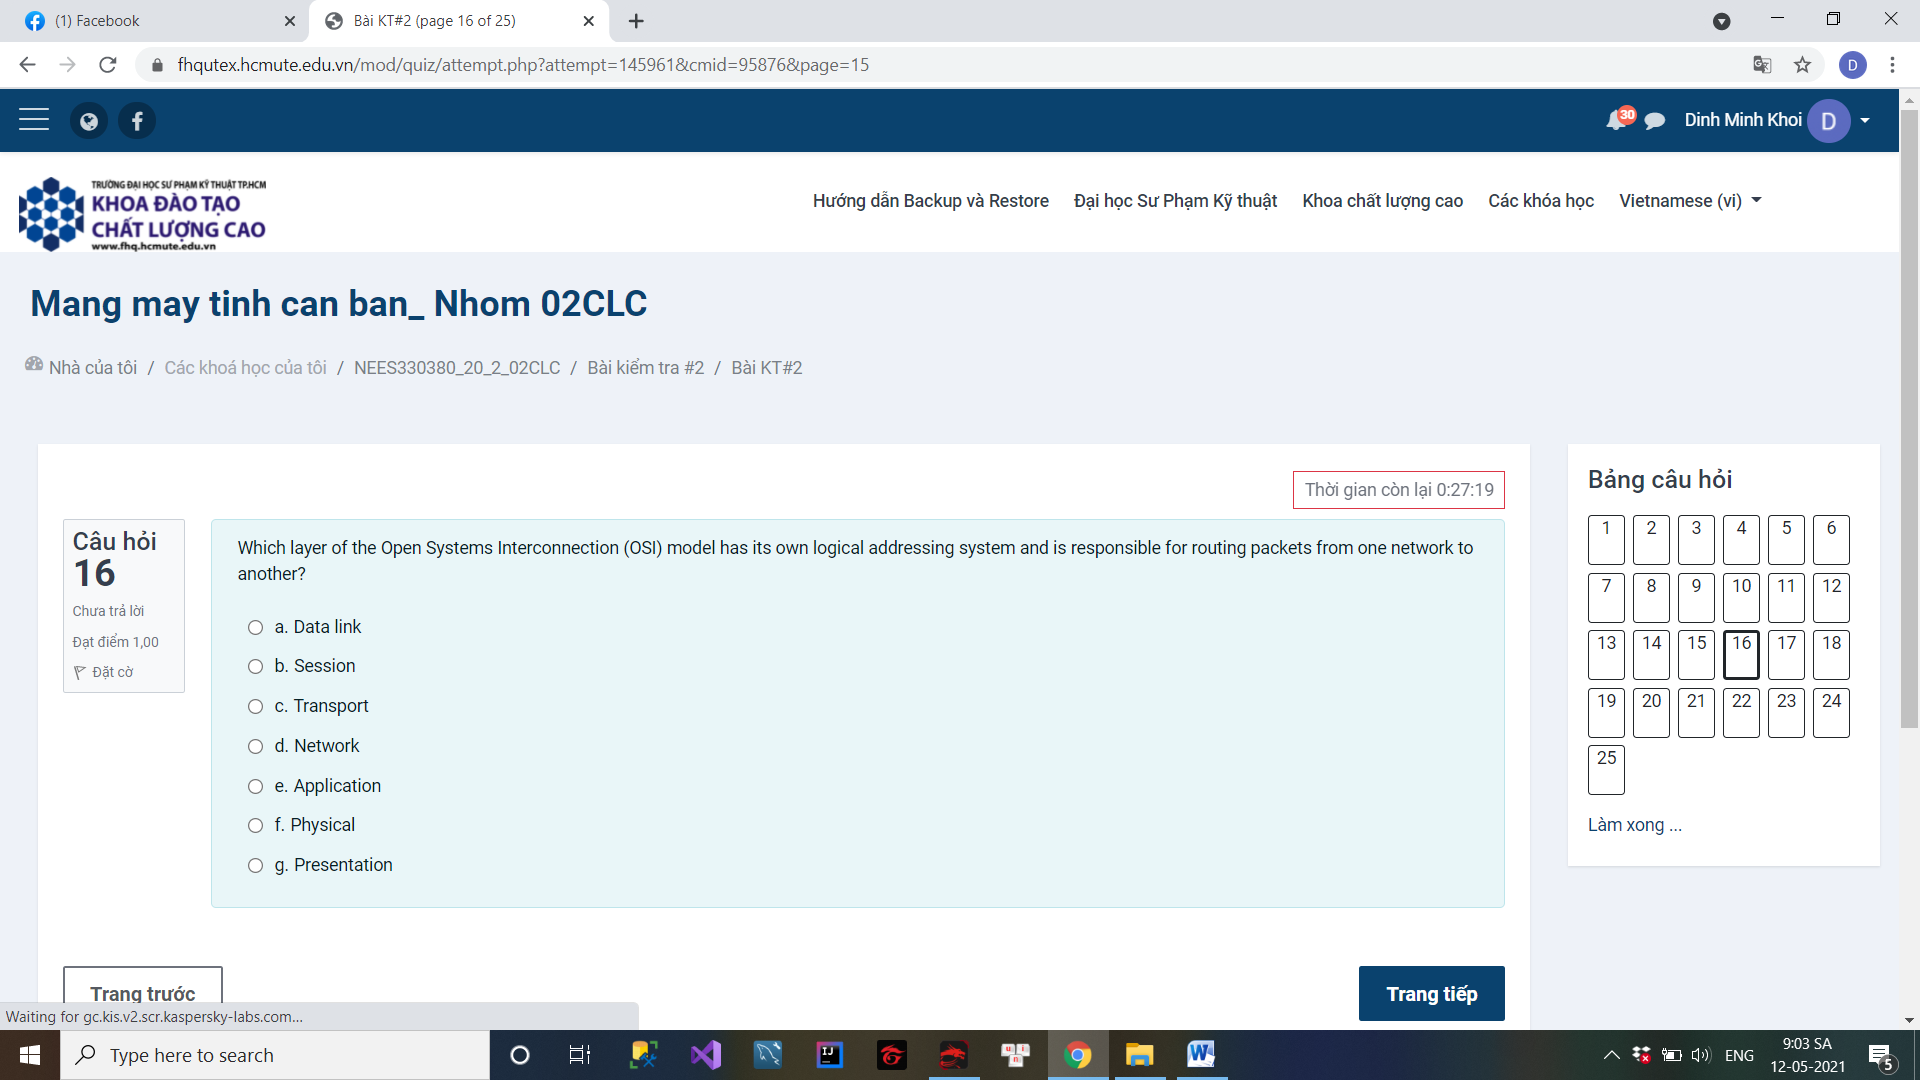 (1) Facebook
Bài KT#2 (page 16 of 25)
fhqutex.hcmute.edu.vn/mod/quiz/attempt.php?attempt=145961&cmid=95876&page=15
D
30
Dinh Minh Khoi
D
TRƯỜNG ĐẠI HỌC SƯ PHẠM KỸ THUẬT TP.HCM
KHOA ĐÀO TẠO
CHẤT LƯỢNG CAO
www.fhq.hcmute.edu.vn
Hướng dẫn Backup và Restore
Đại học Sư Phạm Kỹ thuật
Khoa chất lượng cao
Các khóa học
Vietnamese (vi)
Mang may tinh can ban_ Nhom 02CLC
Nhà của tôi / Các khoá học của tôi / NEES330380_20_2_02CLC / Bài kiểm tra #2 / Bài KT#2
Thời gian còn lại 0:27:19
Câu hỏi
16
Chưa trả lời
Đạt điểm 1,00
Đặt cờ
Which layer of the Open Systems Interconnection (OSI) model has its own logical addressing system and is responsible for routing packets from one network to
another?
a. Data link
b. Session
c. Transport
d. Network
e. Application
f. Physical
g. Presentation
Trang trước
Trang tiếp
Bảng câu hỏi
1 2 3 4 5 6
7 8 9 10 11 12
13 14 15 16 17 18
19 20 21 22 23 24
25
Làm xong ...
Waiting for gc.kis.v2.scr.kaspersky-labs.com...
Type here to search
IJ
ENG
9:03 SA
12-05-2021
5